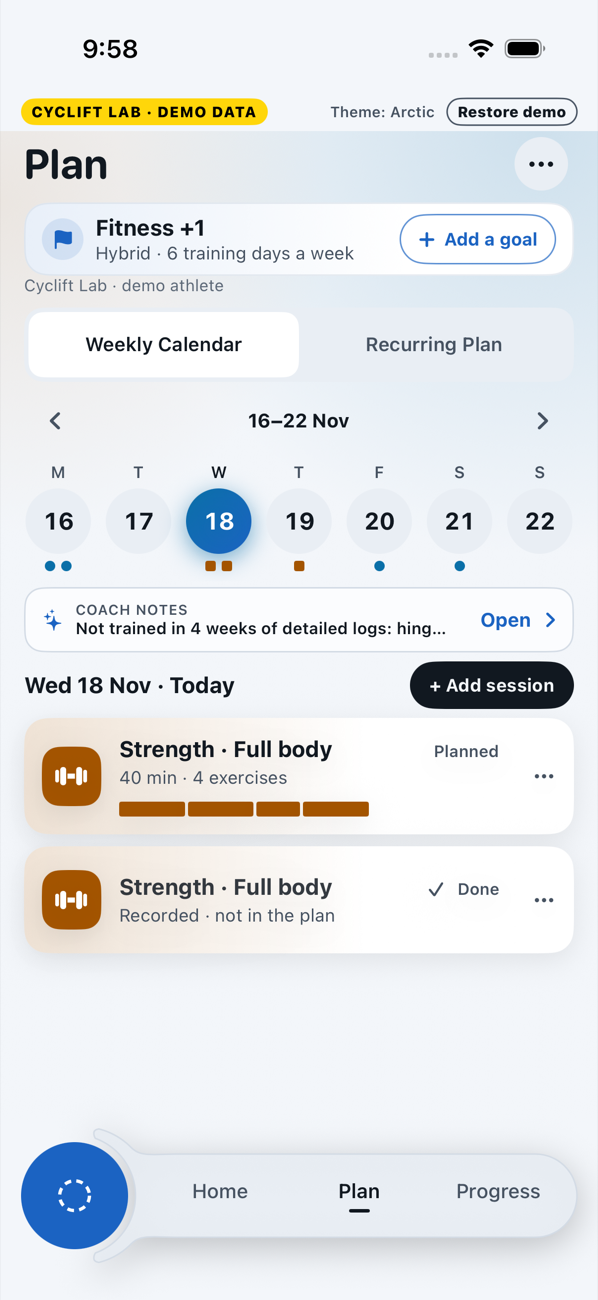 9:58
CYCLIFT LAB · DEMO DATA
Theme: Arctic
Restore demo
Plan
Fitness +1
Hybrid · 6 training days a week
+ Add a goal
Cyclift Lab · demo athlete
Weekly Calendar
Recurring Plan
16–22 Nov
M T W T F S S
16 17 18 19 20 21 22
COACH NOTES
Not trained in 4 weeks of detailed logs: hing...
Open
Wed 18 Nov · Today
+ Add session
Strength · Full body
Planned
40 min · 4 exercises
Strength · Full body
Done
Recorded · not in the plan
Home
Plan
Progress